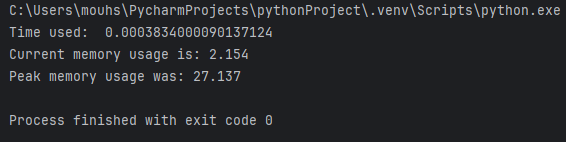 C:\Users\mouhs\PycharmProjects\pythonProject\.venv\Scripts\python.exe
Time used:  0.0003834000090137124
Current memory usage is: 2.154
Peak memory usage was: 27.137
Process finished with exit code 0